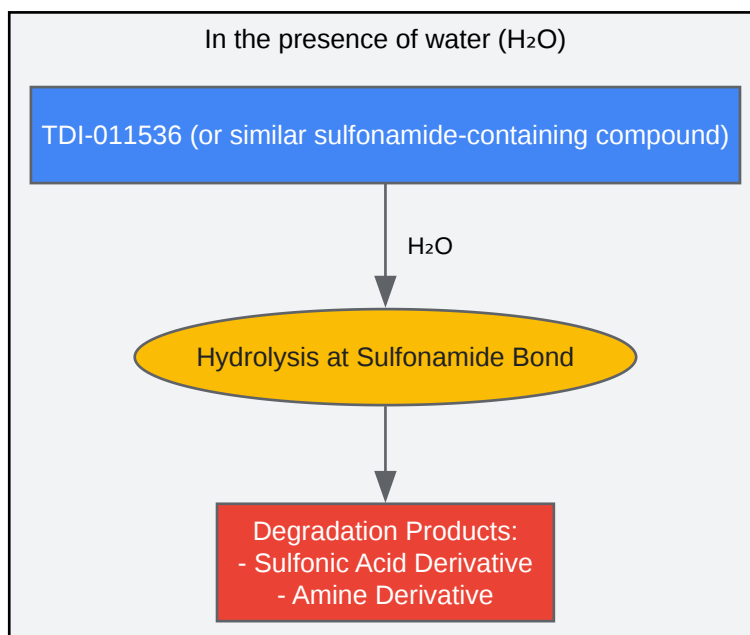 In the presence of water (H₂O)
TDI-011536 (or similar sulfonamide-containing compound)
H₂O
Hydrolysis at Sulfonamide Bond
Degradation Products:
- Sulfonic Acid Derivative
- Amine Derivative